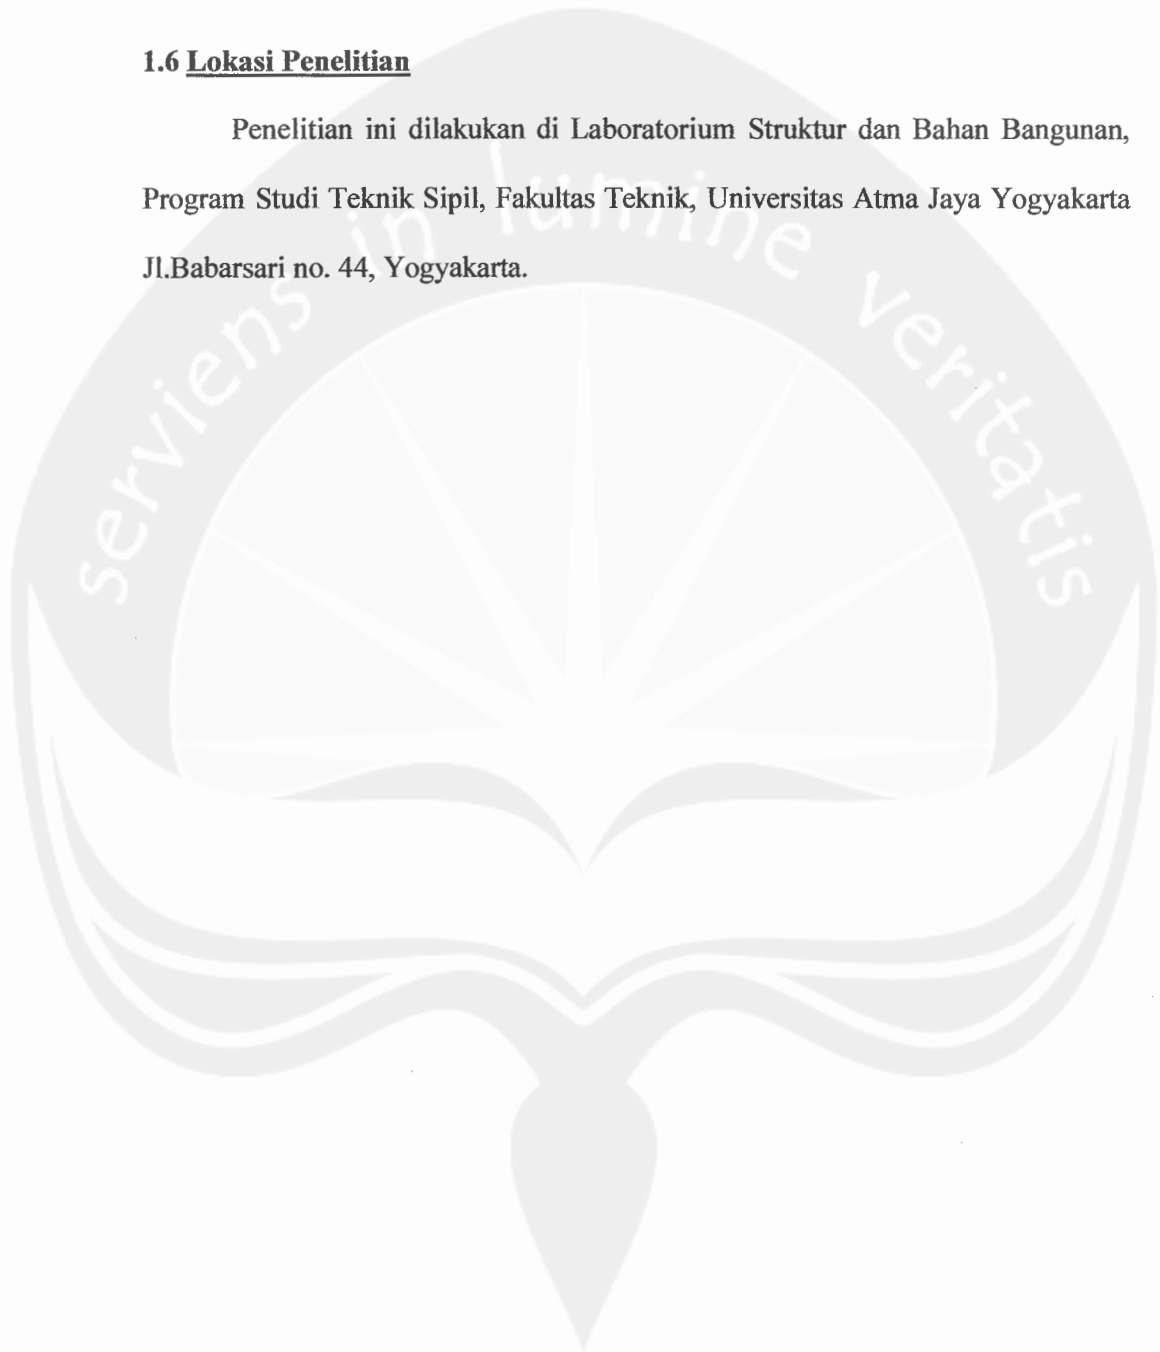 1.6 Lokasi Penelitian
Penelitian ini dilakukan di Laboratorium Struktur dan Bahan Bangunan,
Program Studi Teknik Sipil, Fakultas Teknik, Universitas Atma Jaya Yogyakarta
Jl.Babarsari no. 44, Yogyakarta.
serviens in lumine veritatis